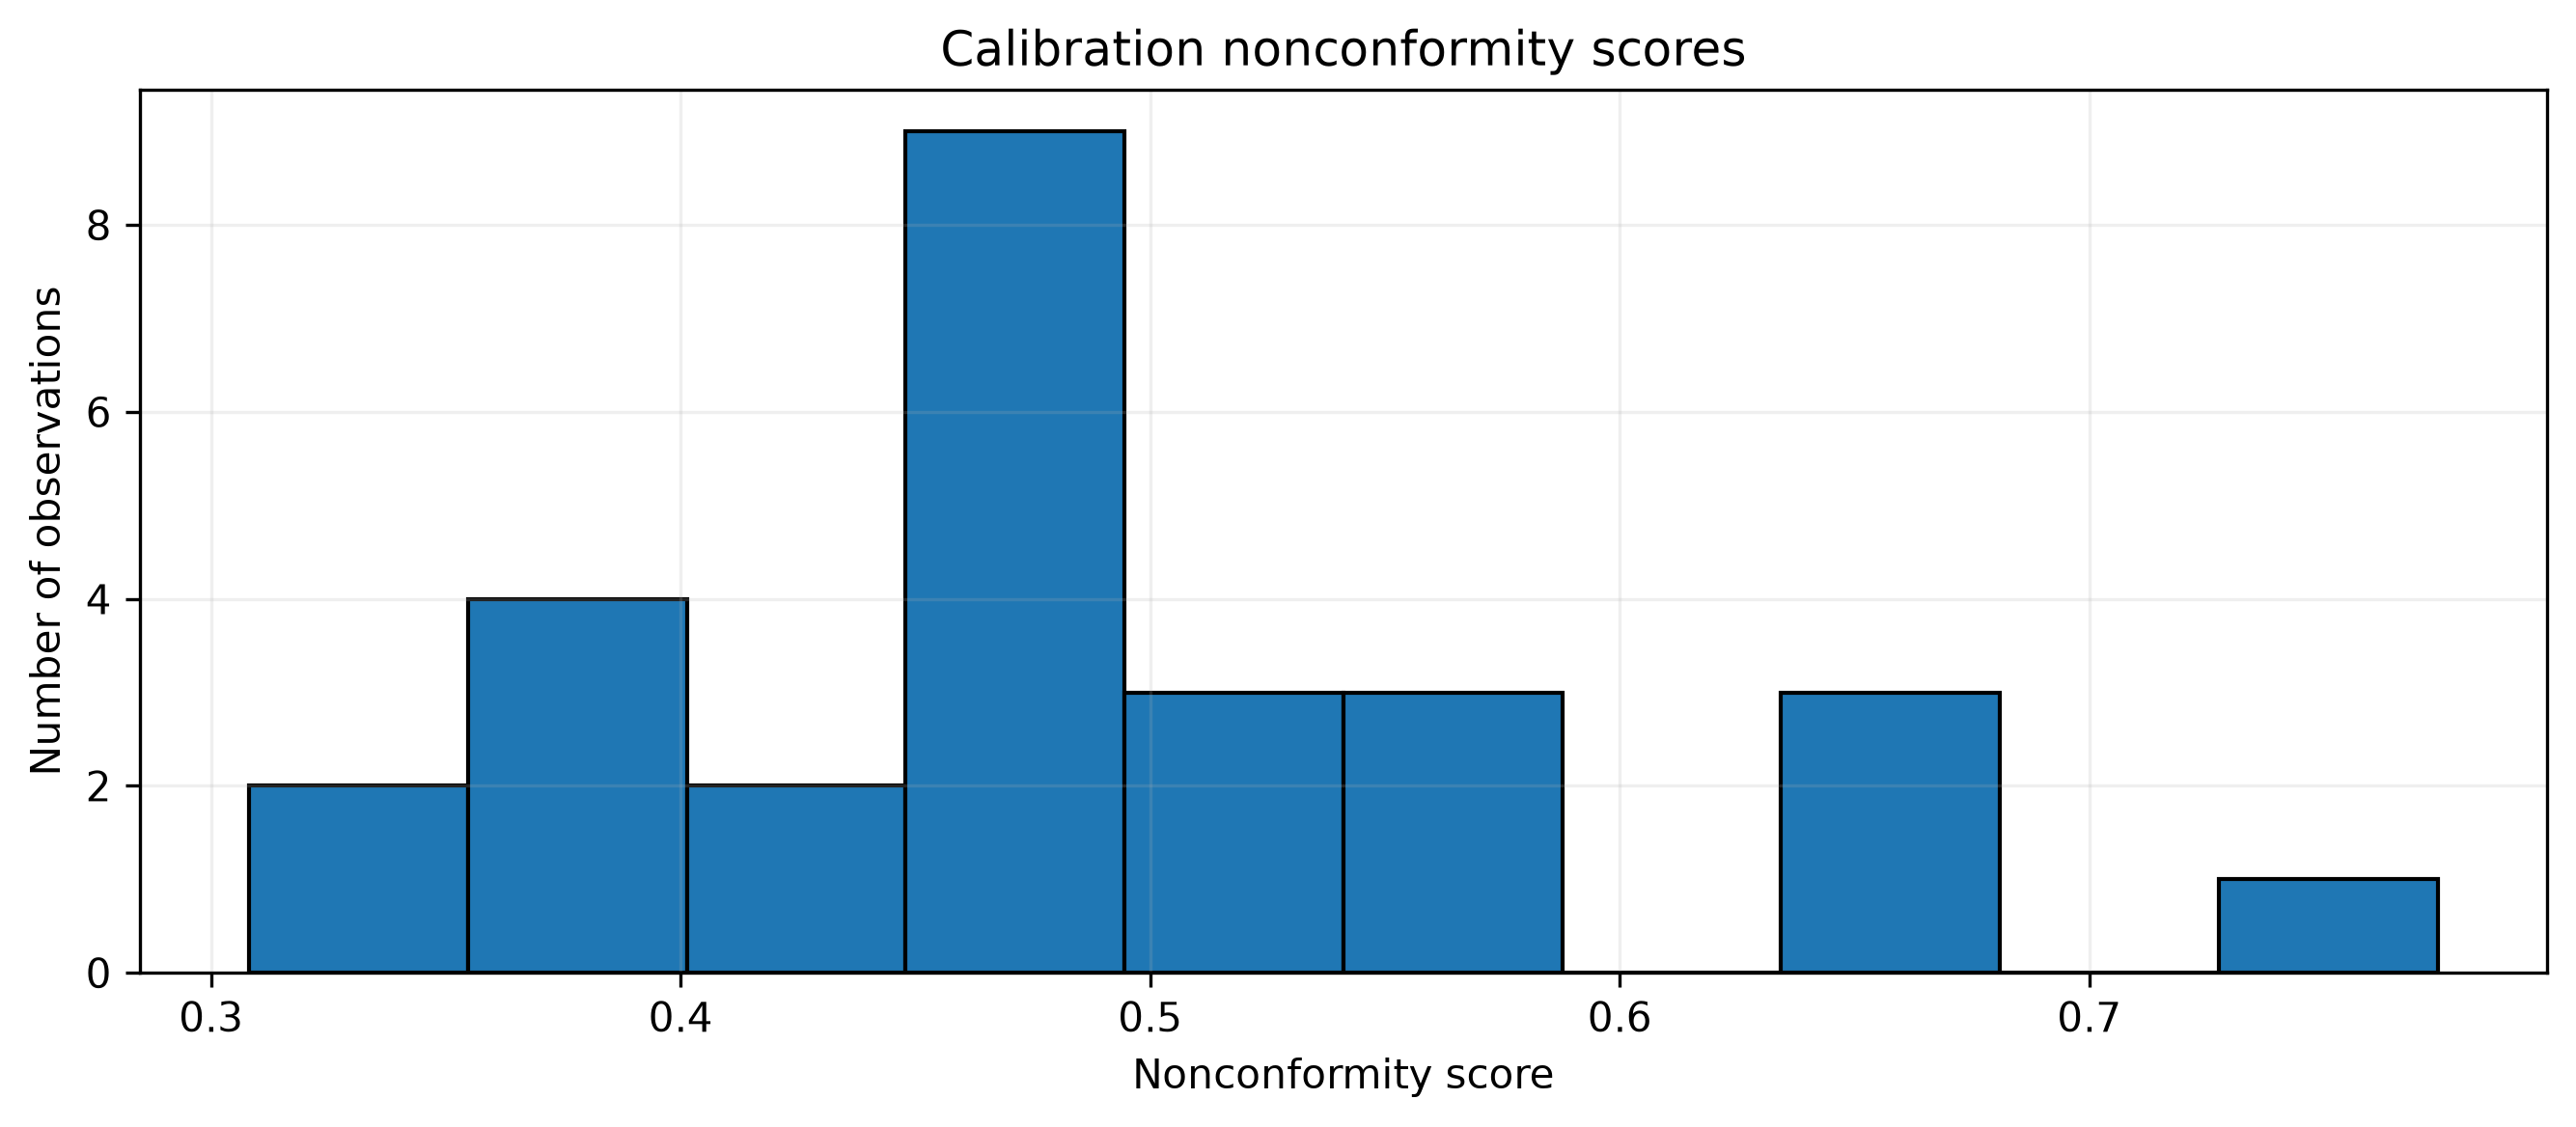 Calibration nonconformity scores
Number of observations
8
6
4
2
0
0.3 0.4 0.5 0.6 0.7
Nonconformity score